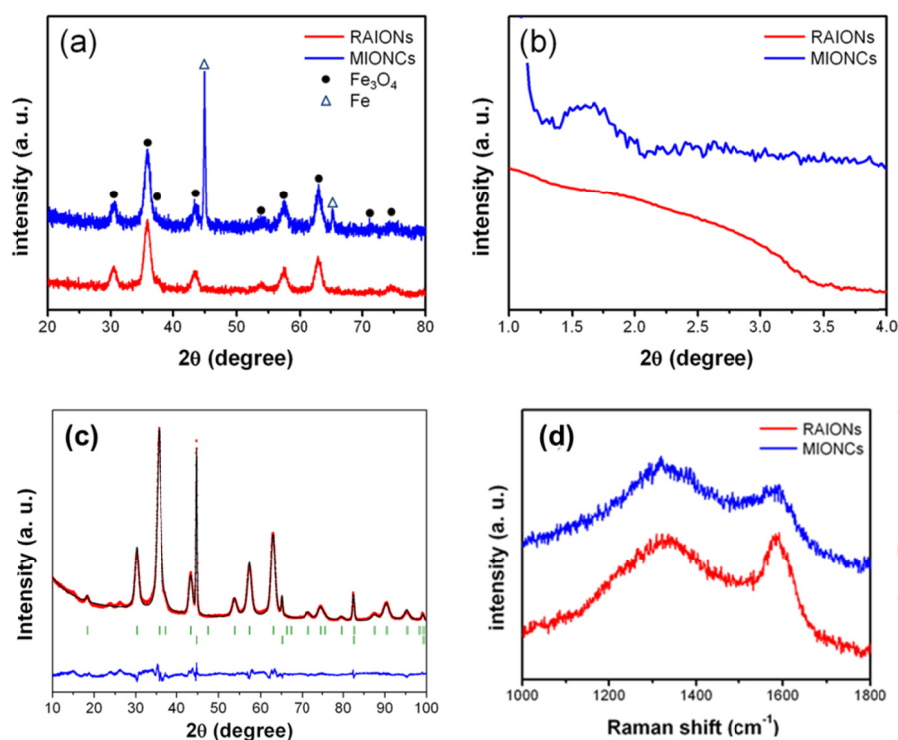 (a)
RAIONs
MIONCs
Fe₃O₄
Fe
intensity (a. u.)
20 30 40 50 60 70 80
2θ (degree)
(b)
RAIONs
MIONCs
intensity (a. u.)
1.0 1.5 2.0 2.5 3.0 3.5 4.0
2θ (degree)
(c)
Intensity (a. u.)
10 20 30 40 50 60 70 80 90 100
2θ (degree)
(d)
RAIONs
MIONCs
intensity (a. u.)
1000 1200 1400 1600 1800
Raman shift (cm⁻¹)